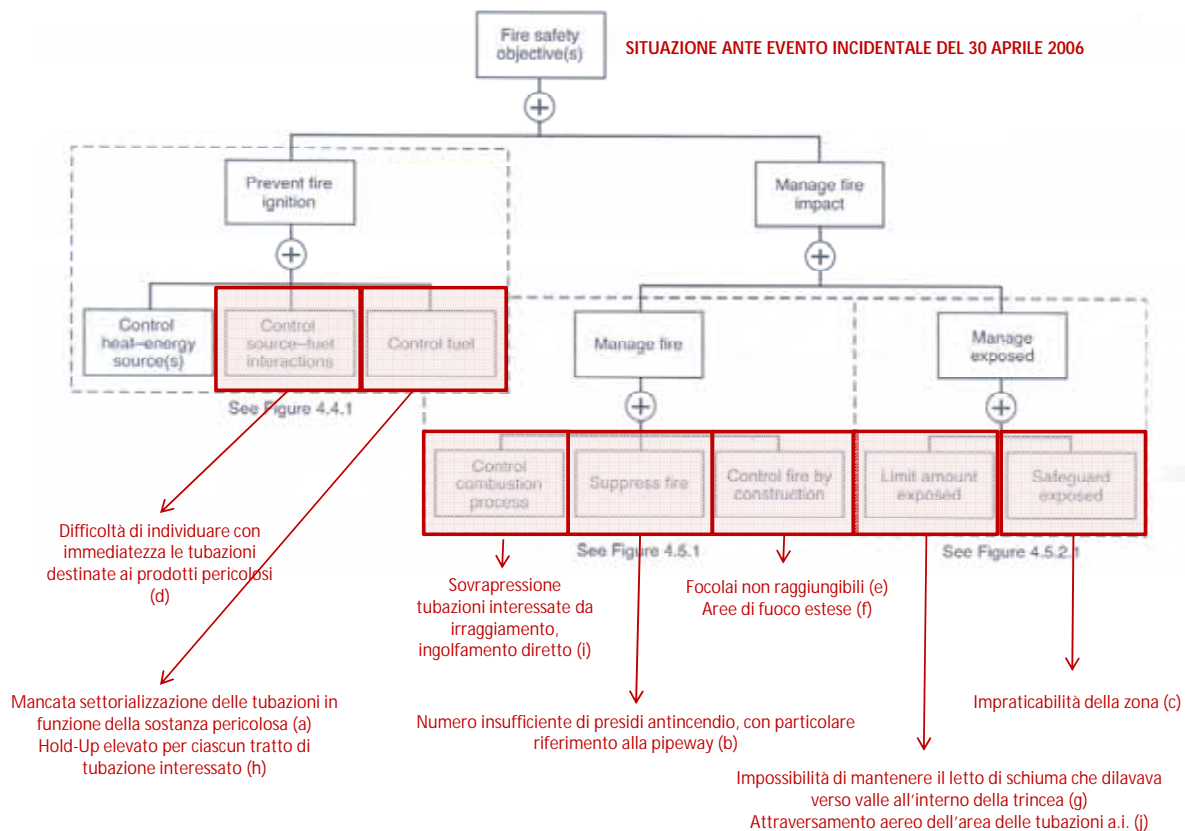 Fire safety
objective(s)
SITUAZIONE ANTE EVENTO INCIDENTALE DEL 30 APRILE 2006
Prevent fire
ignition
Manage fire
impact
Control
heat–energy
source(s)
Control
source–fuel
interactions
Control fuel
Manage fire
Manage
exposed
See Figure 4.4.1
Control
combustion
process
Suppress fire
Control fire by
construction
Limit amount
exposed
Safeguard
exposed
See Figure 4.5.1
See Figure 4.5.2.1
Difficoltà di individuare con
immediatezza le tubazioni
destinate ai prodotti pericolosi
(d)
Sovrapressione
tubazioni interessate da
irraggiamento,
ingolfamento diretto (i)
Focolai non raggiungibili (e)
Aree di fuoco estese (f)
Mancata settorializzazione delle tubazioni in
funzione della sostanza pericolosa (a)
Hold-Up elevato per ciascun tratto di
tubazione interessato (h)
Numero insufficiente di presidi antincendio, con particolare
riferimento alla pipeway (b)
Impraticabilità della zona (c)
Impossibilità di mantenere il letto di schiuma che dilavava
verso valle all'interno della trincea (g)
Attraversamento aereo dell'area delle tubazioni a.i. (j)